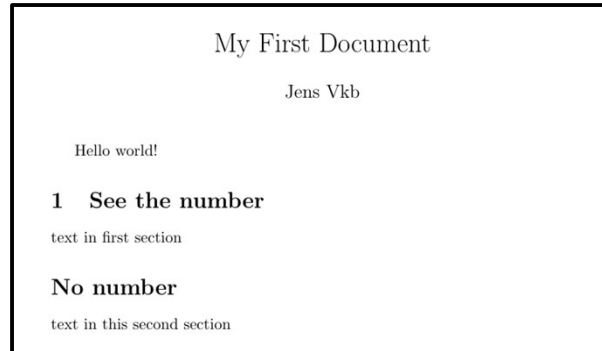 My First Document
Jens Vkb
Hello world!
1 See the number
text in first section
No number
text in this second section